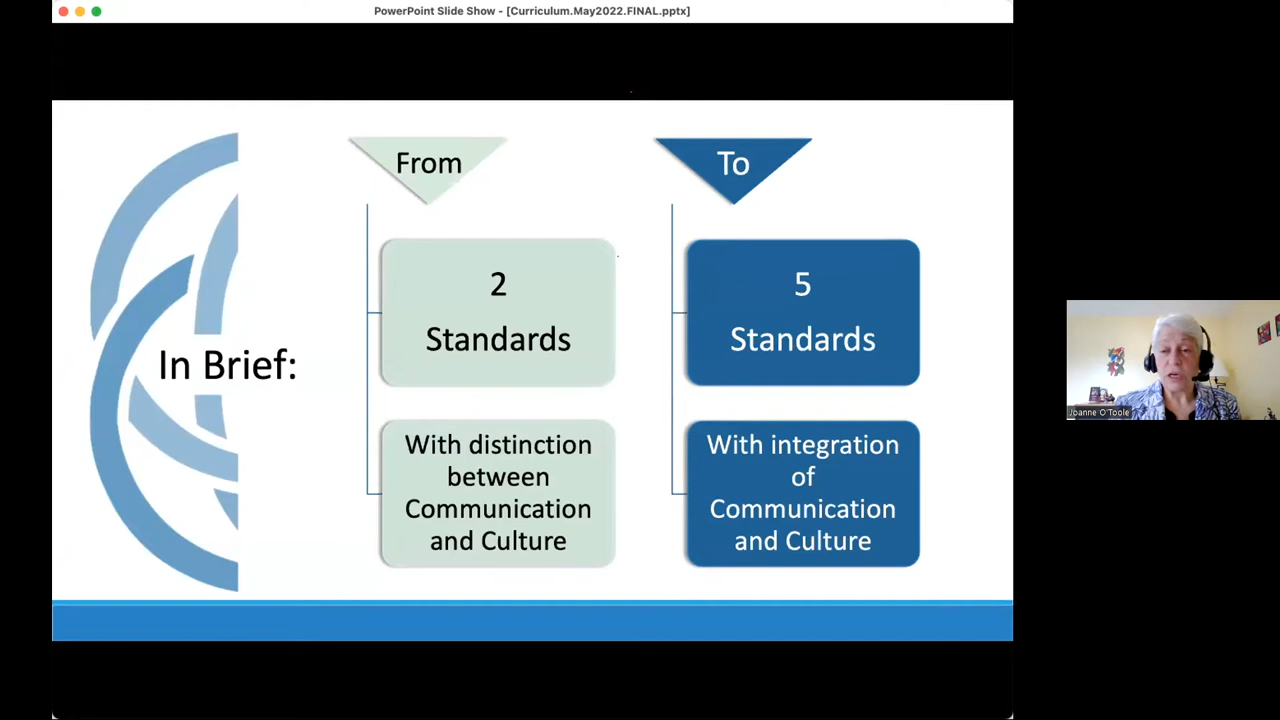 PowerPoint Slide Show - [Curriculum.May2022.FINAL.pptx]
From
To
In Brief:
2
Standards
5
Standards
With distinction
between
Communication
and Culture
With integration
of
Communication
and Culture
Joanne O'Toole